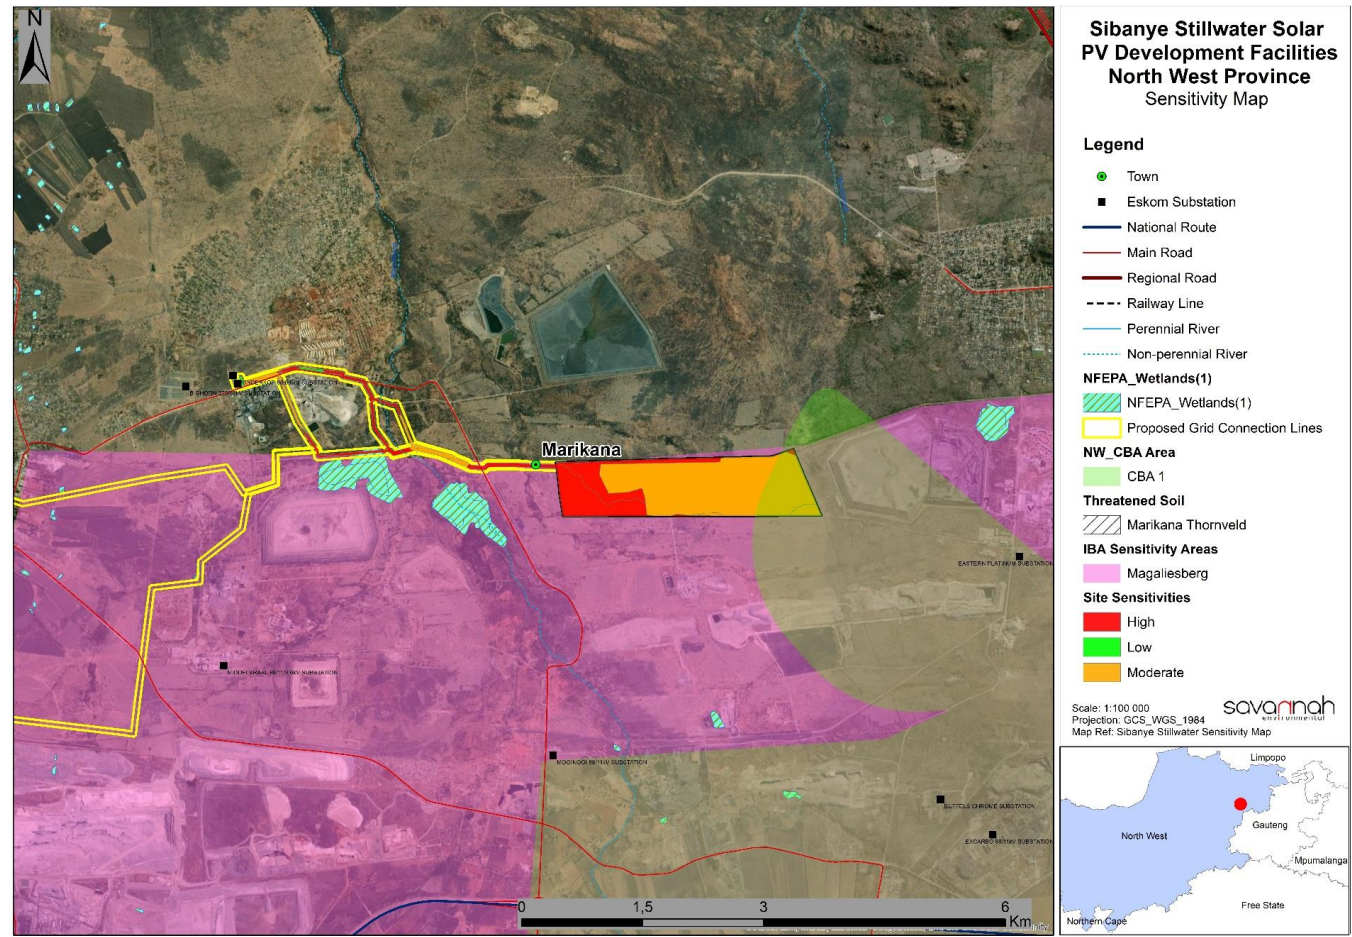 N
Marikana
EASTERN PLATINUM SUBSTATION
BUFFELS CHROME SUBSTATION
0
1,5
3
6
Km
Sibanye Stillwater Solar
PV Development Facilities
North West Province
Sensitivity Map
Legend
Town
Eskom Substation
National Route
Main Road
Regional Road
Railway Line
Perennial River
Non-perennial River
NFEPA_Wetlands(1)
NFEPA_Wetlands(1)
Proposed Grid Connection Lines
NW_CBA Area
CBA 1
Threatened Soil
Marikana Thornveld
IBA Sensitivity Areas
Magaliesberg
Site Sensitivities
High
Low
Moderate
Scale: 1:100 000
Projection: GCS_WGS_1984
Map Ref: Sibanye Stillwater Sensitivity Map
savannah
environmental
Limpopo
North West
Gauteng
Mpumalanga
Free State
Northern Cape